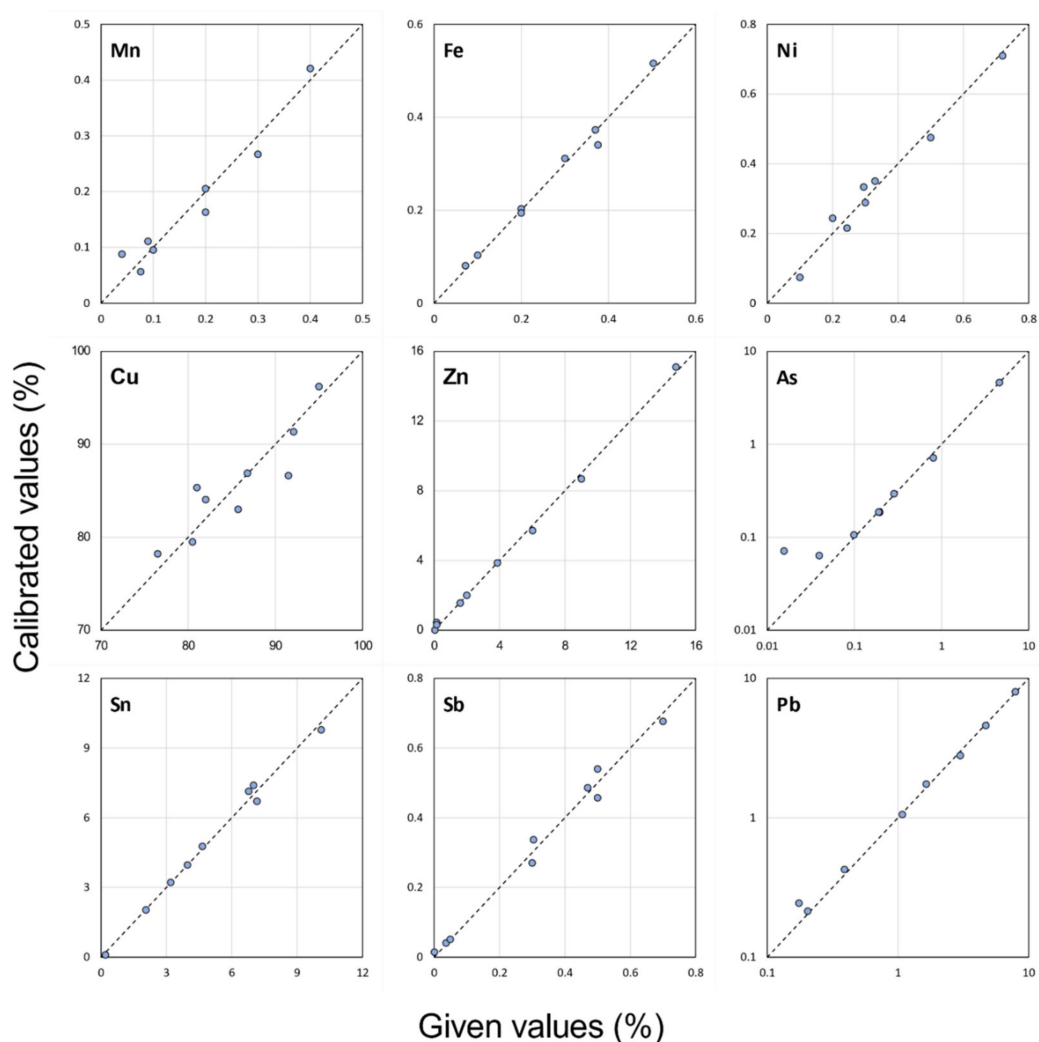 0.5
0.4
0.3
0.2
0.1
0
Mn
0 0.1 0.2 0.3 0.4 0.5
0.6
0.4
0.2
0
Fe
0 0.2 0.4 0.6
0.8
0.6
0.4
0.2
0
Ni
0 0.2 0.4 0.6 0.8
Calibrated values (%)
100
90
80
70
Cu
70 80 90 100
16
12
8
4
0
Zn
0 4 8 12 16
10
1
0.1
0.01
As
0.01 0.1 1 10
12
9
6
3
0
Sn
0 3 6 9 12
0.8
0.6
0.4
0.2
0
Sb
0 0.2 0.4 0.6 0.8
10
1
0.1
Pb
0.1 1 10
Given values (%)